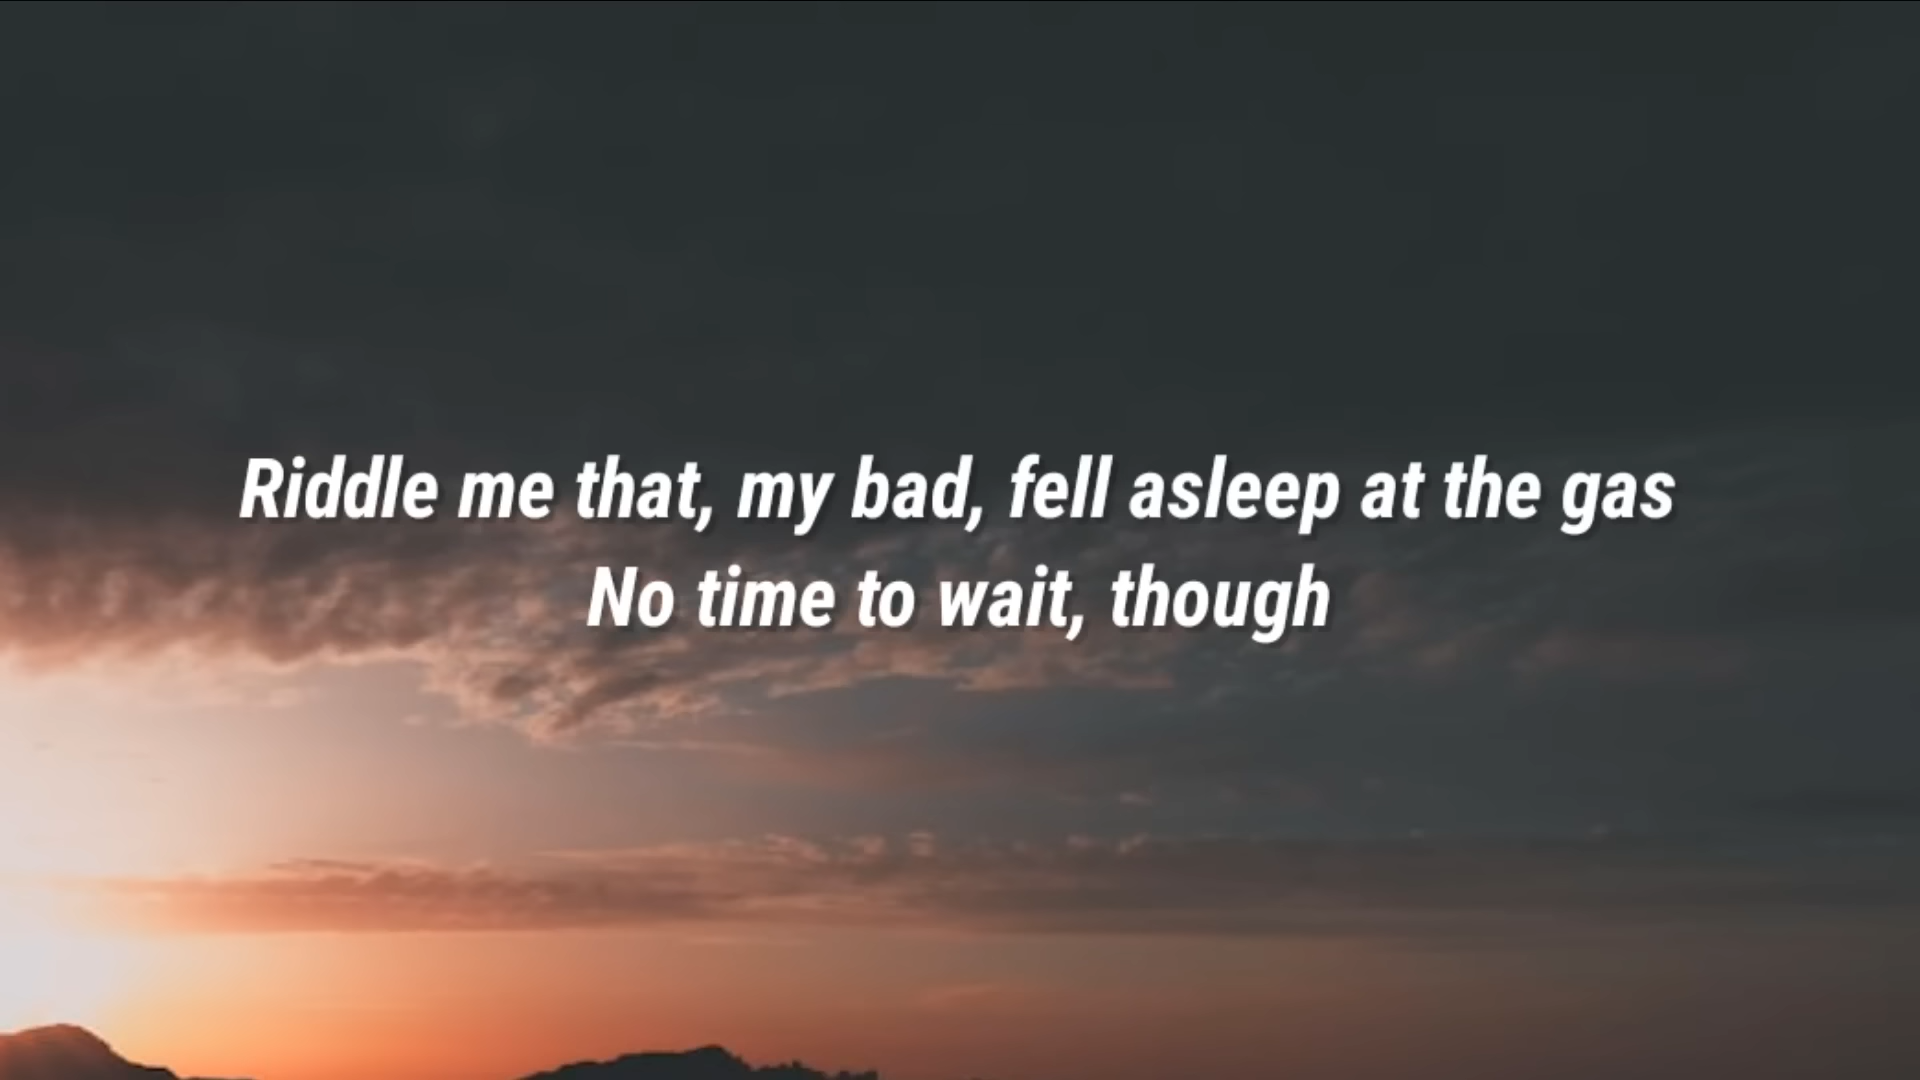 Riddle me that, my bad, fell asleep at the gas
No time to wait, though